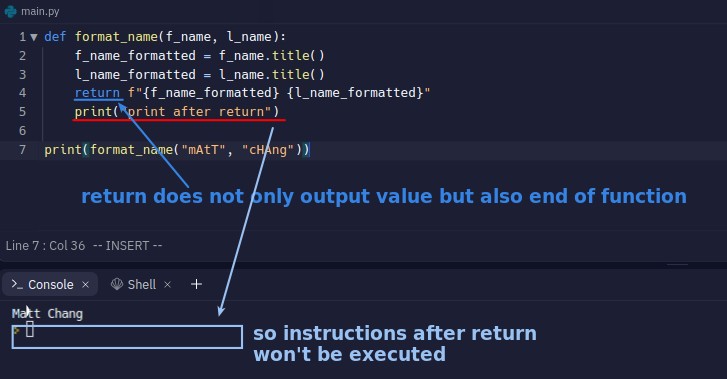 main.py
1 def format_name(f_name, l_name):
2 f_name_formatted = f_name.title()
3 l_name_formatted = l_name.title()
4 return f"{f_name_formatted} {l_name_formatted}"
5 print("print after return")
6
7 print(format_name("mAtT", "cHAng"))
return does not only output value but also end of function
Line 7 : Col 36 -- INSERT --
>_ Console × Shell × +
Matt Chang
so instructions after return
won't be executed